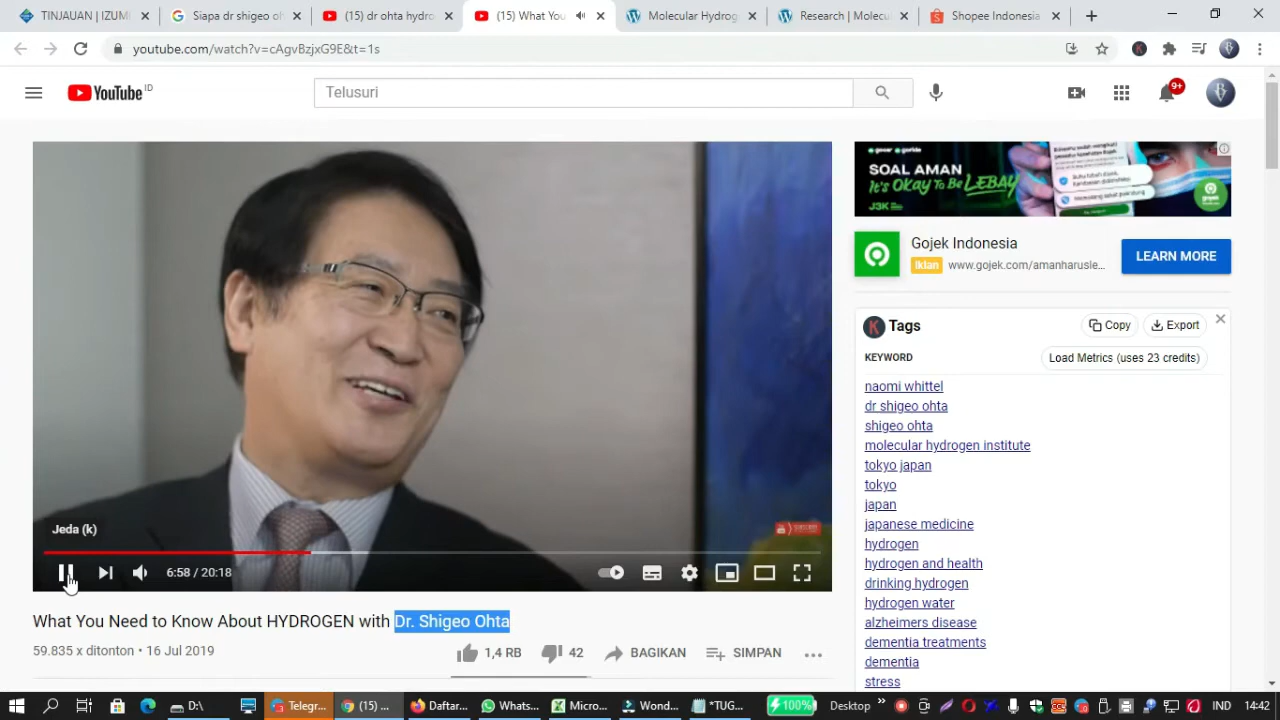 TINJAUAN | IZUMI
Siapa dr shigeo oh
(15) dr ohta hydro
(15) What You
Molecular Hydrog
Research | Molecu
Shopee Indonesia
youtube.com/watch?v=cAgvBzjxG9E&t=1s
YouTube ID
Telusuri
9+
SOAL AMAN
It's OKAY To Be LEBAY
J3K
gojek
Gojek Indonesia
Iklan www.gojek.com/amanharusle...
LEARN MORE
K Tags
Copy
Export
KEYWORD
Load Metrics (uses 23 credits)
naomi whittel
dr shigeo ohta
shigeo ohta
molecular hydrogen institute
tokyo japan
tokyo
japan
japanese medicine
hydrogen
hydrogen and health
drinking hydrogen
hydrogen water
alzheimers disease
dementia treatments
dementia
stress
Jeda (k)
6:58 / 20:18
What You Need to Know About HYDROGEN with Dr. Shigeo Ohta
59.835 x ditonton • 16 Jul 2019
1,4 RB
42
BAGIKAN
SIMPAN
D:\
Telegr...
(15) ...
Daftar...
Whats...
Micro...
Wond...
*TUG...
100%
Desktop
IND
14:42